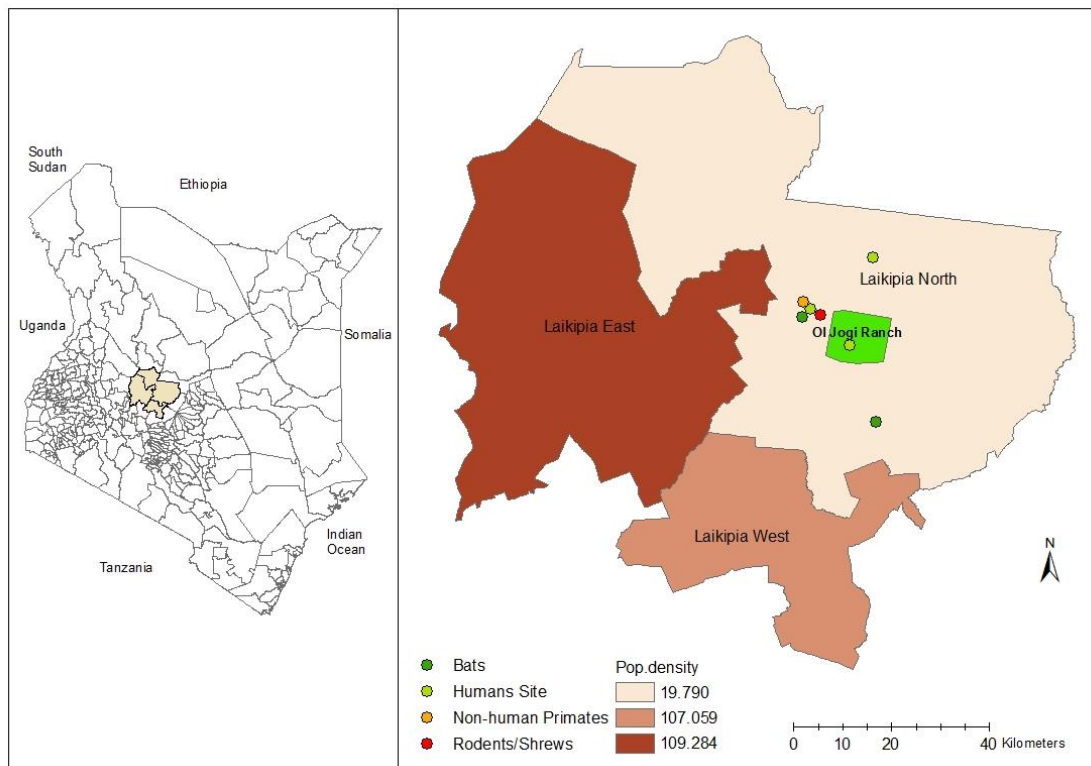 South
Sudan
Ethiopia
Uganda
Somalia
Indian
Ocean
Tanzania
Laikipia North
Laikipia East
Ol Jogi Ranch
Laikipia West
N
Bats
Humans Site
Non-human Primates
Rodents/Shrews
Pop.density
19.790
107.059
109.284
0 10 20 40 Kilometers